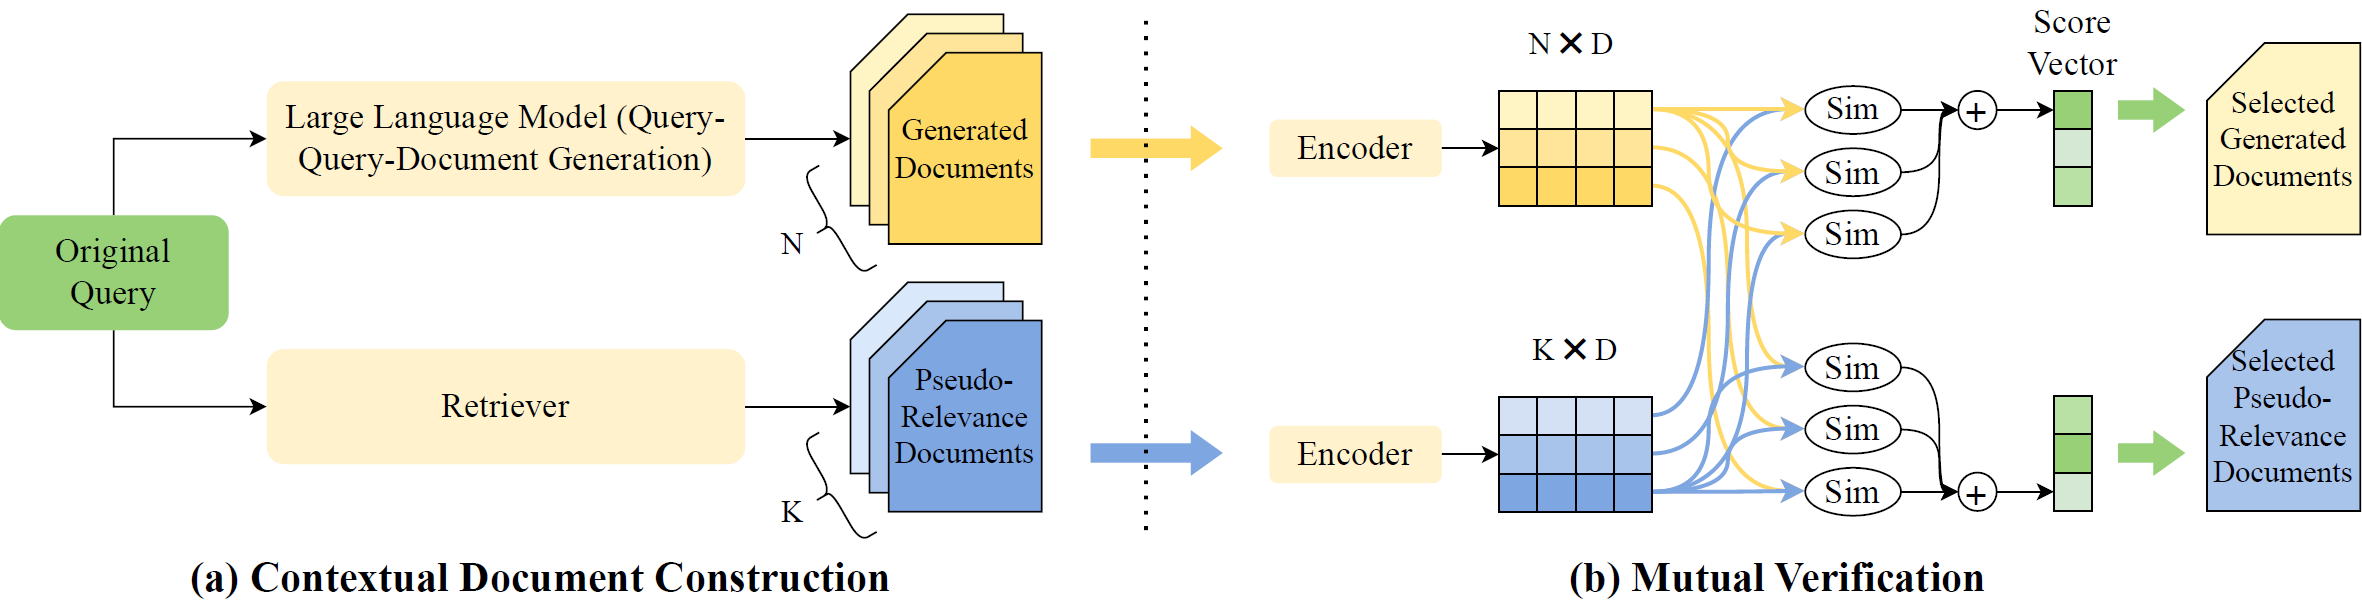 Original
Query
Large Language Model (Query-
Query-Document Generation)
Retriever
Generated
Documents
N
Pseudo-
Relevance
Documents
K
(a) Contextual Document Construction
Encoder
N × D
Sim
Sim
Sim
+
Score
Vector
Selected
Generated
Documents
Encoder
K × D
Sim
Sim
Sim
+
Selected
Pseudo-
Relevance
Documents
(b) Mutual Verification